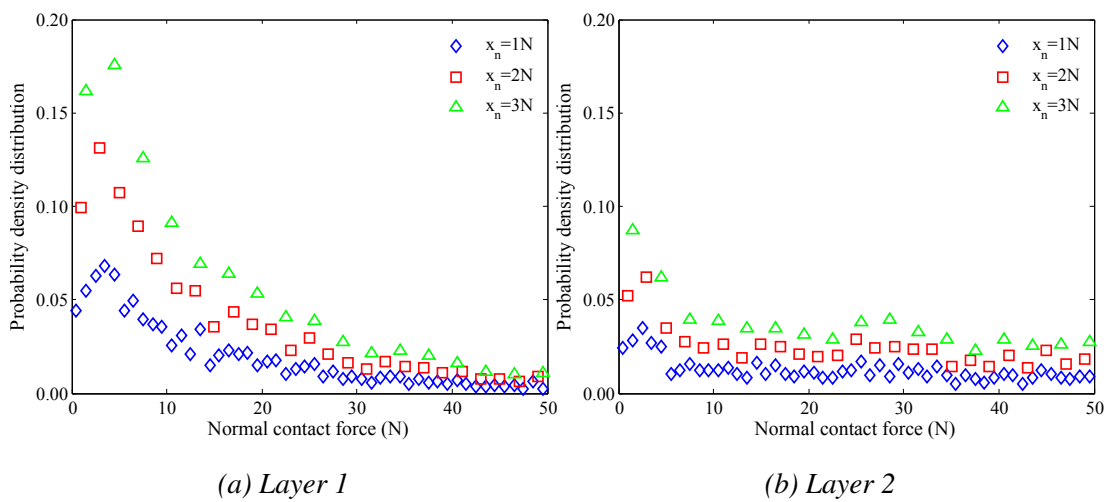 0.20
0.15
0.10
0.05
0.00
Probability density distribution
x_n=1N
x_n=2N
x_n=3N
0 10 20 30 40 50
Normal contact force (N)
(a) Layer 1
0.20
0.15
0.10
0.05
0.00
Probability density distribution
x_n=1N
x_n=2N
x_n=3N
0 10 20 30 40 50
Normal contact force (N)
(b) Layer 2